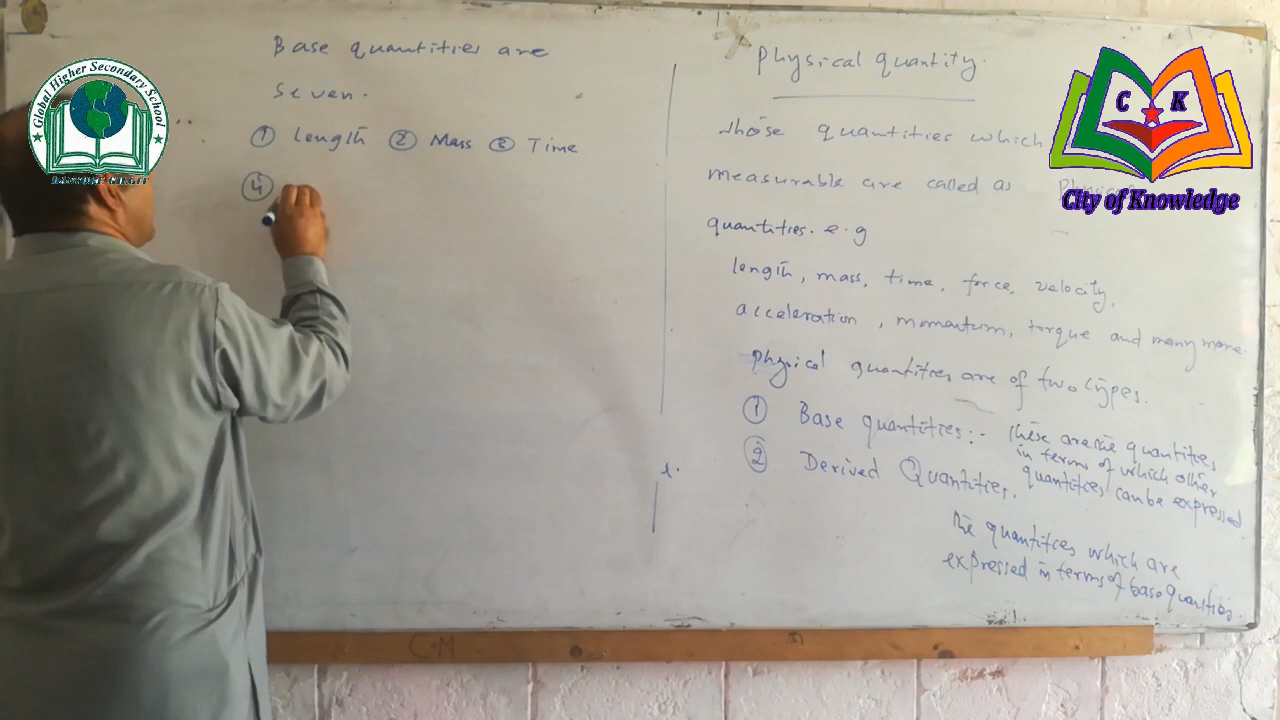 Global Higher Secondary School
Base quantities are
seven.
① Length ② Mass ③ Time
④
Physical quantity.
Those quantities which
measurable are called as Physical
quantities. e.g
length, mass, time, force, velocity,
acceleration, momentum, torque and many more.
Physical quantities are of two types.
① Base quantities:- These are the quantities
in terms of which other
quantities can be expressed
② Derived Quantities.
The quantities which are
expressed in terms of base quantities.
C K
City of Knowledge
C.M